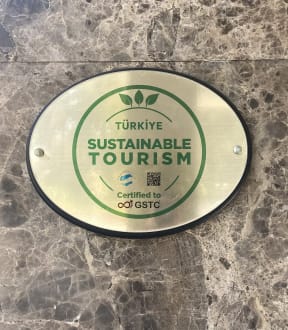 TÜRKİYE
SUSTAINABLE
TOURISM
Certified to
GSTC